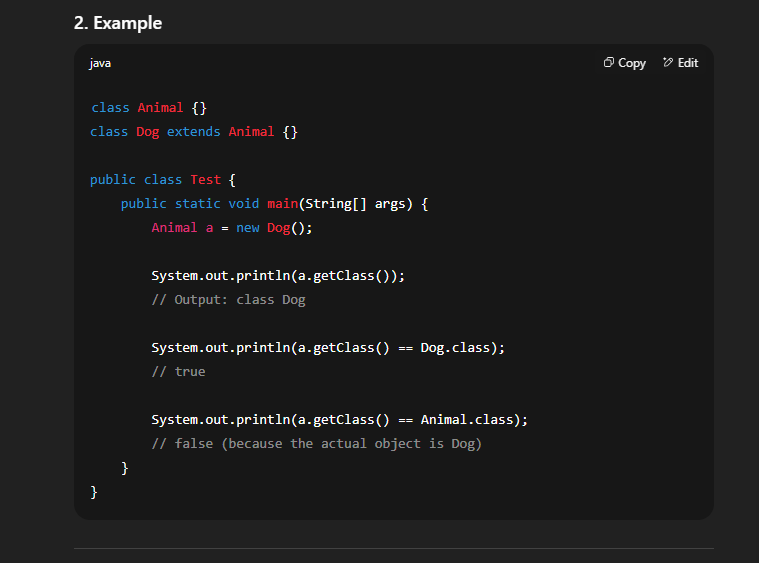 2. Example
java
Copy
Edit
class Animal {}
class Dog extends Animal {}
public class Test {
public static void main(String[] args) {
Animal a = new Dog();
System.out.println(a.getClass());
// Output: class Dog
System.out.println(a.getClass() == Dog.class);
// true
System.out.println(a.getClass() == Animal.class);
// false (because the actual object is Dog)
}
}